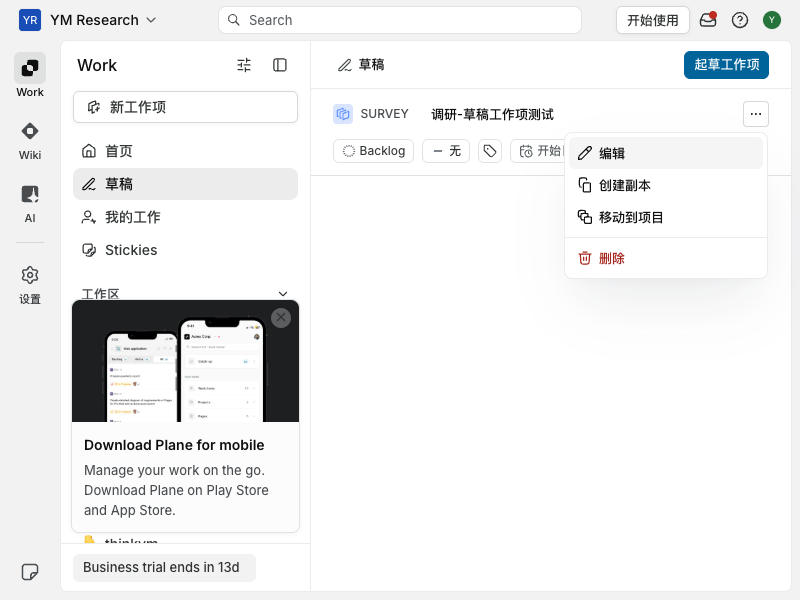 YR
YM Research
Search
开始使用
Y
Work
Wiki
AI
设置
Work
新工作项
首页
草稿
我的工作
Stickies
工作区
Download Plane for mobile
Manage your work on the go.
Download Plane on Play Store
and App Store.
Business trial ends in 13d
草稿
起草工作项
SURVEY
调研-草稿工作项测试
Backlog
无
开始
编辑
创建副本
移动到项目
删除